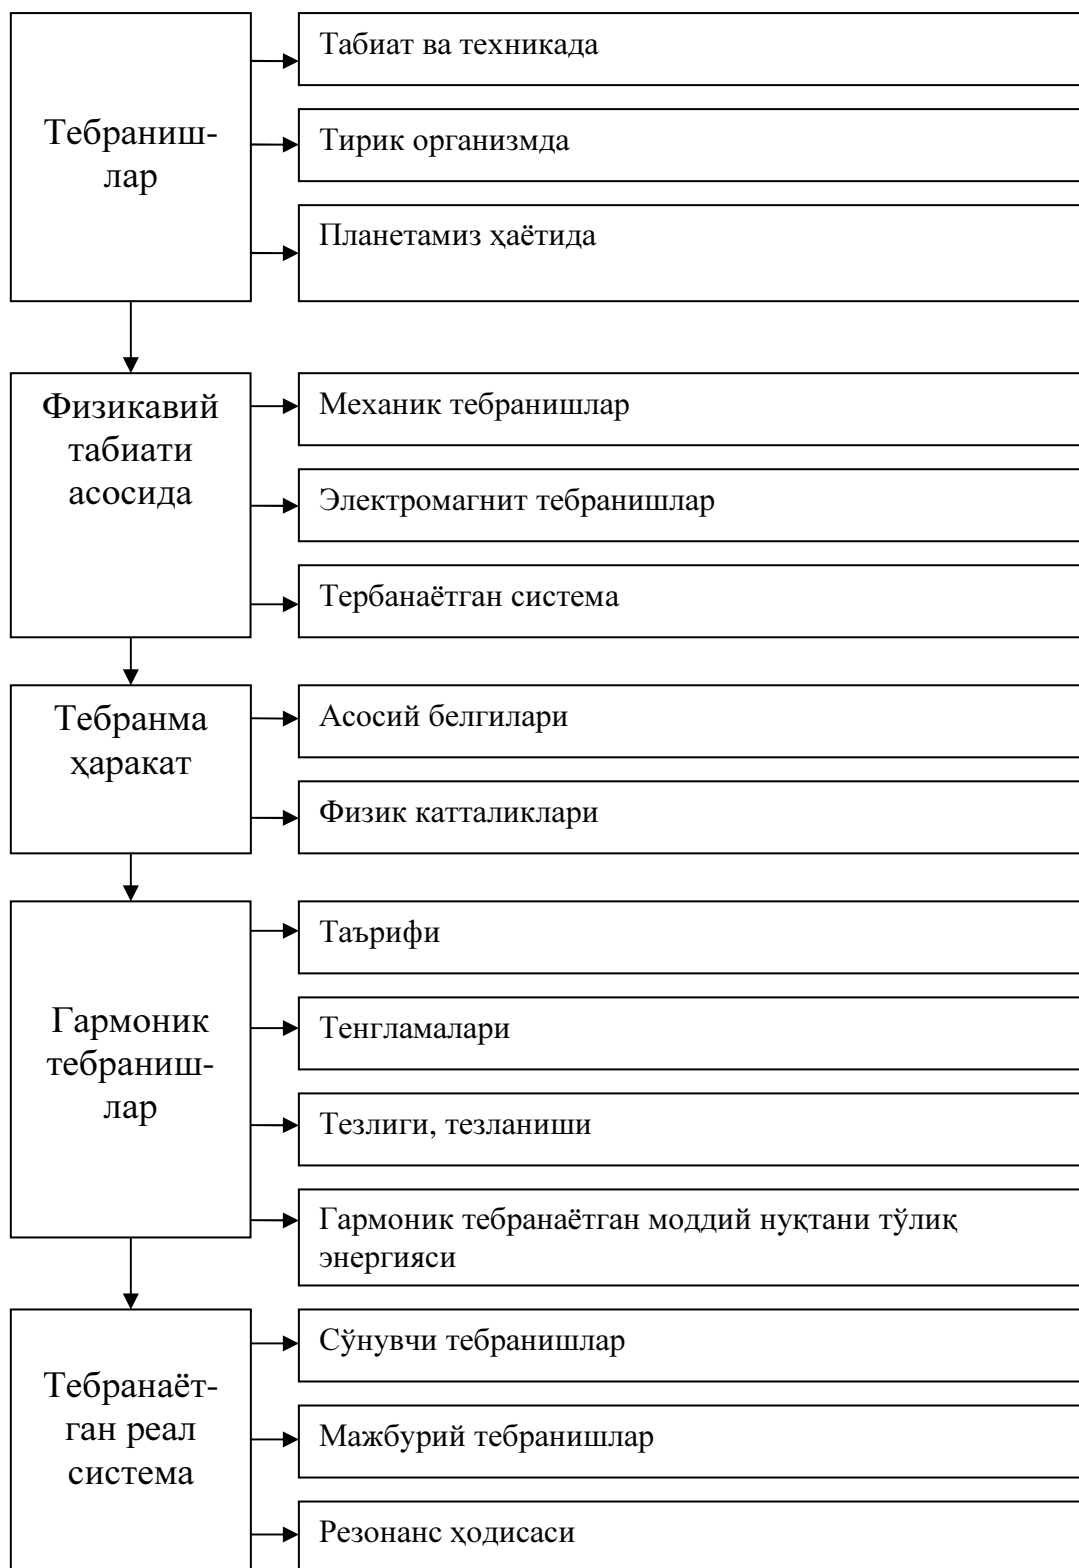 Тебраниш-
лар
Табиат ва техникада
Тирик организмда
Планетамиз ҳаётида
Физикавий
табиати
асосида
Механик тебранишлар
Электромагнит тебранишлар
Тербанаётган система
Тебранма
ҳаракат
Асосий белгилари
Физик катталиклари
Гармоник
тебраниш-
лар
Таърифи
Тенгламалари
Тезлиги, тезланиши
Гармоник тебранаётган моддий нуқтани тўлиқ
энергияси
Тебранаёт-
ган реал
система
Сўнувчи тебранишлар
Мажбурий тебранишлар
Резонанс ҳодисаси